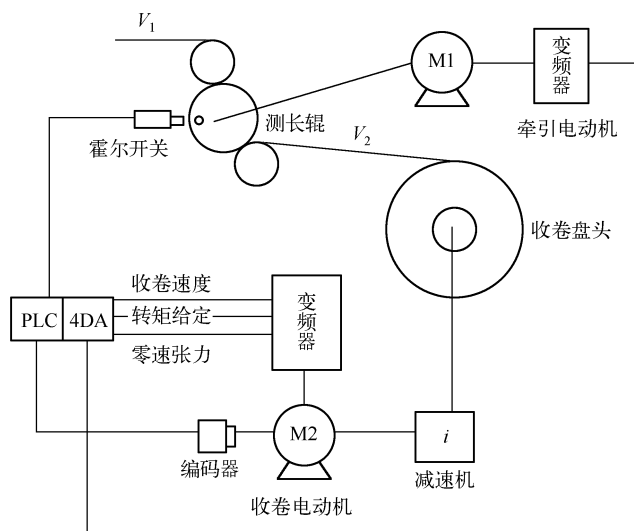 V1
M1
变频器
牵引电动机
测长辊
霍尔开关
V2
收卷盘头
收卷速度
PLC 4DA
转矩给定
零速张力
变频器
编码器
M2
收卷电动机
i
减速机